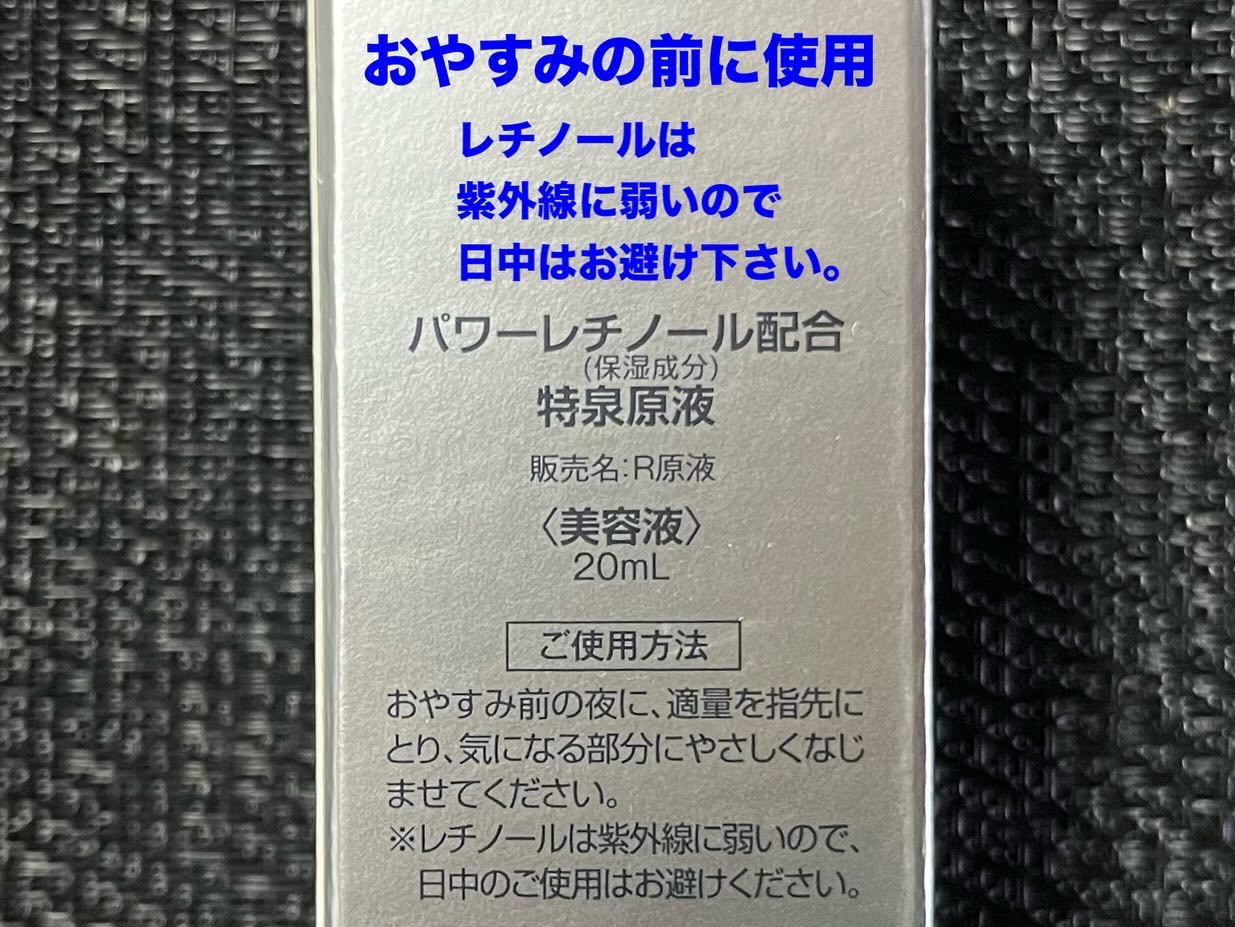 おやすみの前に使用
レチノールは
紫外線に弱いので
日中はお避け下さい。
パワーレチノール配合
(保湿成分)
特泉原液
販売名:R原液
〈美容液〉
20mL
ご使用方法
おやすみ前の夜に、適量を指先に
とり、気になる部分にやさしくなじ
ませてください。
※レチノールは紫外線に弱いので、
日中のご使用はお避けください。